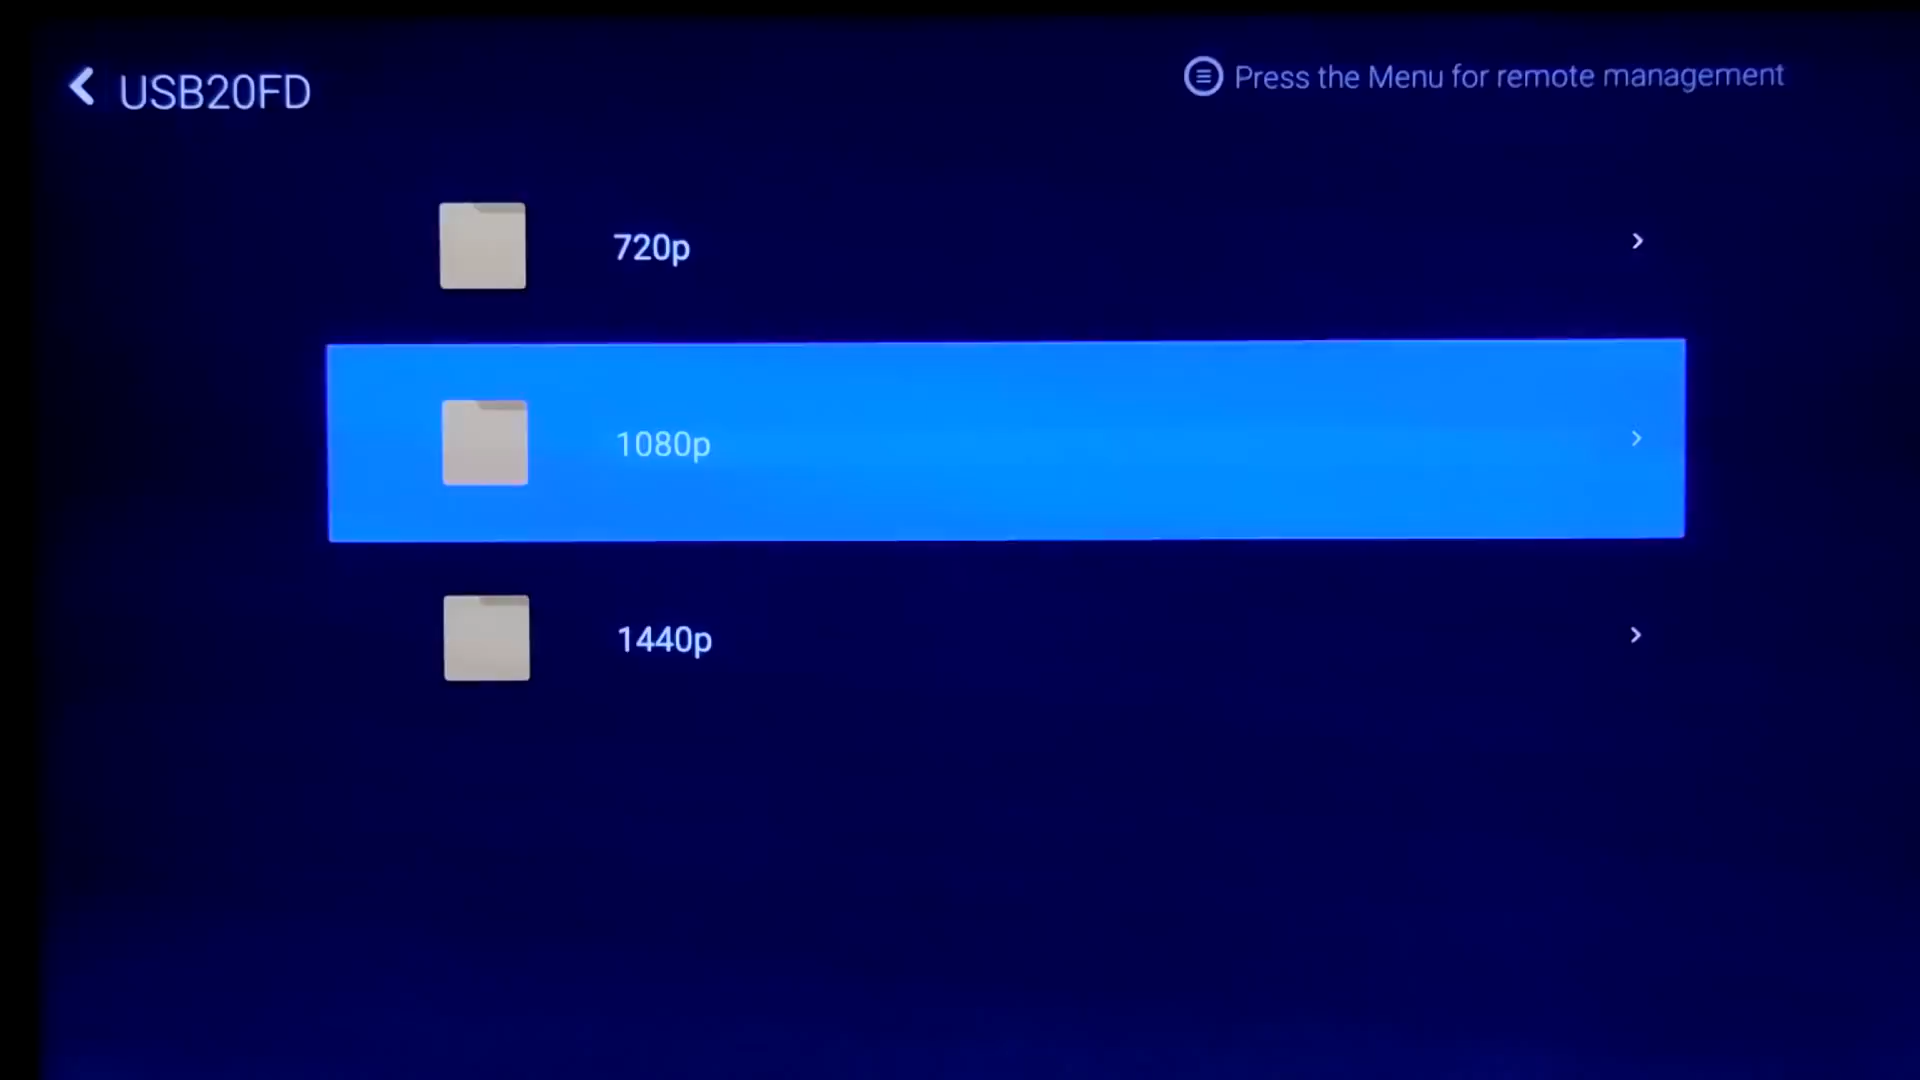 USB20FD
Press the Menu for remote management
720p
1080p
1440p